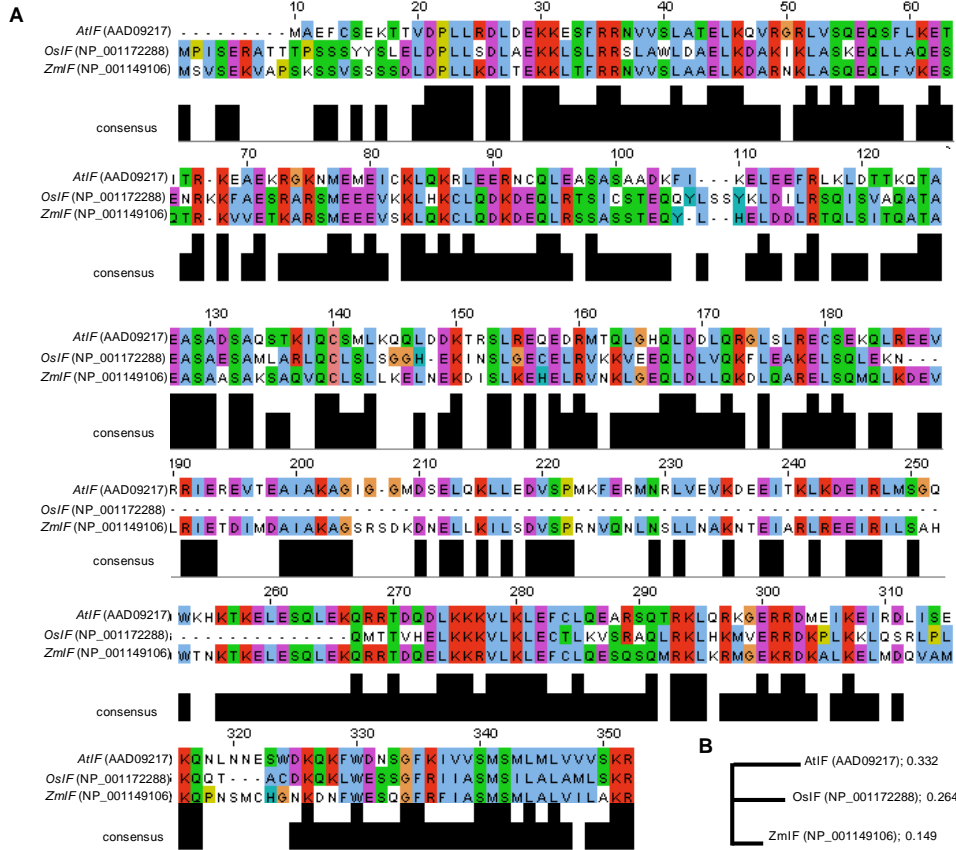 A
10 20 30 40 50 60
AtIF (AAD09217) ---------MAEFCSEKTTVDPLLRDLDEKKESFRRNVVSLATELKQVRGRLVSQEQSFLKET
OsIF (NP_001172288) MPISERATTTPSSSYYSLELDPLLSDLAEKKLSLRRSLAWLDAELKDAKIKLASKEQLLAQES
ZmIF (NP_001149106) MSVSEKVAPSKSSVSSSSDLDPLLKDLTEKKLTFRRNVVSLAAELKDARNKLASQEQLFVKES
consensus
70 80 90 100 110 120
AtIF (AAD09217) ITR-KEAEKRGKNMEMEICKLQKRLEERNCQLEASASAADKFI---KELEEFRLKLDTTKQTA
OsIF (NP_001172288) ENRKKFAESRARSMEEEVKKLHKCLQDKDEQLRTSICSTEQQYLSSYKLDILRSQISVAQATA
ZmIF (NP_001149106) QTR-KVVETKARSMEEEVSKLQKCLQDKDEQLRSSASSTEQY-L--HELDDLRTQLSITQATA
consensus
130 140 150 160 170 180
AtIF (AAD09217) EASADSAQSTKIQCSMLKQQLDDKTRSLREQEDRMTQLGHQLDDLQRGLSLRECSEKQLREEV
OsIF (NP_001172288) EASAESAMLARLQCLSLSGGH-EKINSLGECELRVKKVEEQLDLVQKFLEAKELSQLEKN---
ZmIF (NP_001149106) EASAASAKSAQVQCLSLLKELNEKDISLKEHELRVNKLGEQLDLLQKDLQARELSQMQLKDEV
consensus
190 200 210 220 230 240 250
AtIF (AAD09217) RRIEREVTEAIAKAGIG-GMDSELQKLLEDVSPMKFERMNRLVEVKDEEITKLKDEIRLMSGQ
OsIF (NP_001172288) ---------------------------------------------------------------
ZmIF (NP_001149106) LRIETDIMDAIAKAGSRSDKDNELLKILSDVSPRNVQNLNSLLNAKNTEIARLREEIRILSAH
consensus
260 270 280 290 300 310
AtIF (AAD09217) WKHKTKELESQLEKQRRTDQDLKKKVLKLEFCLQEARSQTRKLQRKGERRDMEIKEIRDLISE
OsIF (NP_001172288) --------------QMTTVHELKKKVLKLECTLKVSRAQLRKLHKMVERRDKPLKKLQSRLPL
ZmIF (NP_001149106) WTNKTKELESQLEKQRRTDQELKKRVLKLEFCLQESQSQMRKLKRMGEKRDKALKELMDQVAM
consensus
320 330 340 350
AtIF (AAD09217) KQNLNNESWDKQKFWDNSGFKIVVSMSMLMLVVVSKR
OsIF (NP_001172288) KQQT---ACDKQKLWESSGFKIIASMSILALAMLSKR
ZmIF (NP_001149106) KQPNSMCHGNKDNFWESQGFRFIASMSMLALVILAKR
consensus
B
AtIF (AAD09217); 0.332
OsIF (NP_001172288); 0.264
ZmIF (NP_001149106); 0.149